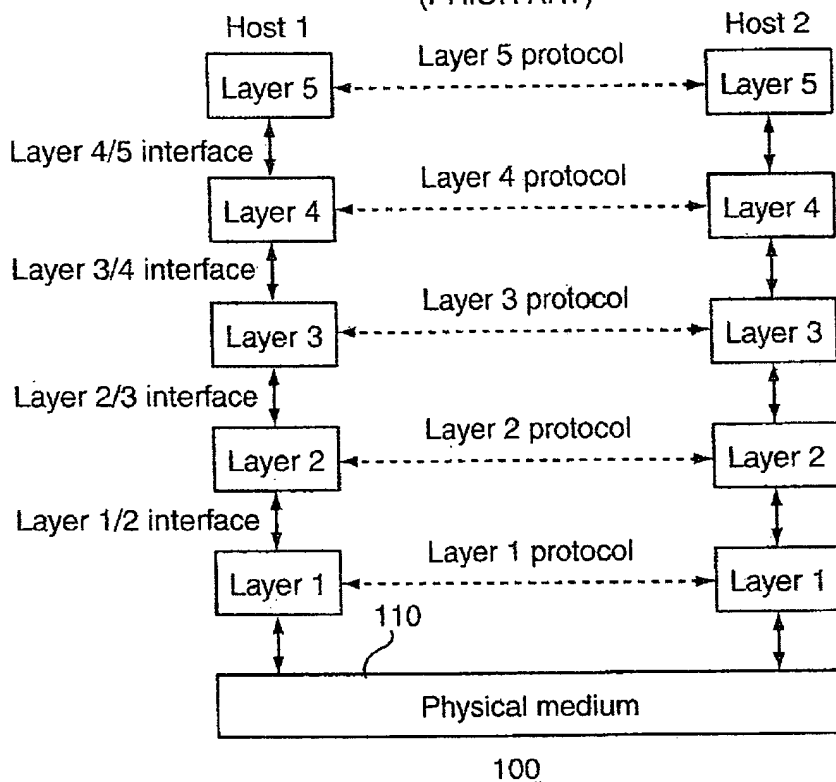 (PRIOR ART)
Host 1
Host 2
Layer 5 protocol
Layer 5
Layer 5
Layer 4/5 interface
Layer 4 protocol
Layer 4
Layer 4
Layer 3/4 interface
Layer 3 protocol
Layer 3
Layer 3
Layer 2/3 interface
Layer 2 protocol
Layer 2
Layer 2
Layer 1/2 interface
Layer 1 protocol
Layer 1
Layer 1
110
Physical medium
100